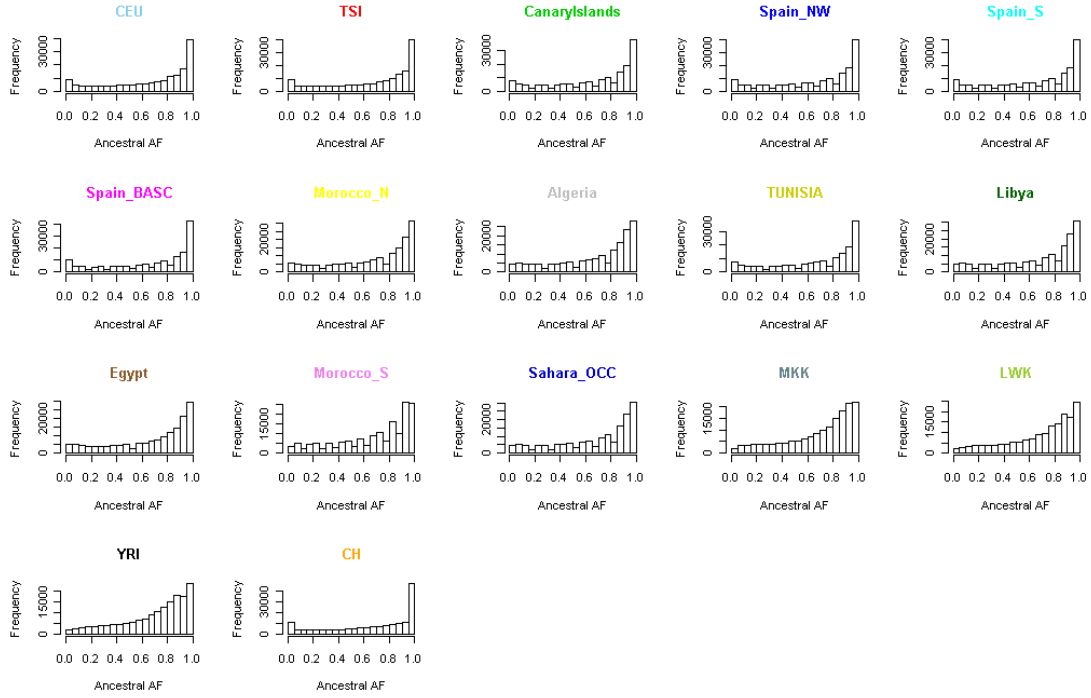 CEU TSI CanaryIslands Spain_NW Spain_S
Frequency Frequency Frequency Frequency Frequency
0 30000 0 30000 0 30000 0 30000 0 30000
0.0 0.2 0.4 0.6 0.8 1.0 0.0 0.2 0.4 0.6 0.8 1.0 0.0 0.2 0.4 0.6 0.8 1.0 0.0 0.2 0.4 0.6 0.8 1.0 0.0 0.2 0.4 0.6 0.8 1.0
Ancestral AF Ancestral AF Ancestral AF Ancestral AF Ancestral AF
Spain_BASC Morocco_N Algeria TUNISIA Libya
Frequency Frequency Frequency Frequency Frequency
0 30000 0 20000 0 20000 0 30000 0 20000
0.0 0.2 0.4 0.6 0.8 1.0 0.0 0.2 0.4 0.6 0.8 1.0 0.0 0.2 0.4 0.6 0.8 1.0 0.0 0.2 0.4 0.6 0.8 1.0 0.0 0.2 0.4 0.6 0.8 1.0
Ancestral AF Ancestral AF Ancestral AF Ancestral AF Ancestral AF
Egypt Morocco_S Sahara_OCC MKK LWK
Frequency Frequency Frequency Frequency Frequency
0 20000 0 15000 0 20000 0 15000 0 15000
0.0 0.2 0.4 0.6 0.8 1.0 0.0 0.2 0.4 0.6 0.8 1.0 0.0 0.2 0.4 0.6 0.8 1.0 0.0 0.2 0.4 0.6 0.8 1.0 0.0 0.2 0.4 0.6 0.8 1.0
Ancestral AF Ancestral AF Ancestral AF Ancestral AF Ancestral AF
YRI CH
Frequency Frequency
0 15000 0 30000
0.0 0.2 0.4 0.6 0.8 1.0 0.0 0.2 0.4 0.6 0.8 1.0
Ancestral AF Ancestral AF